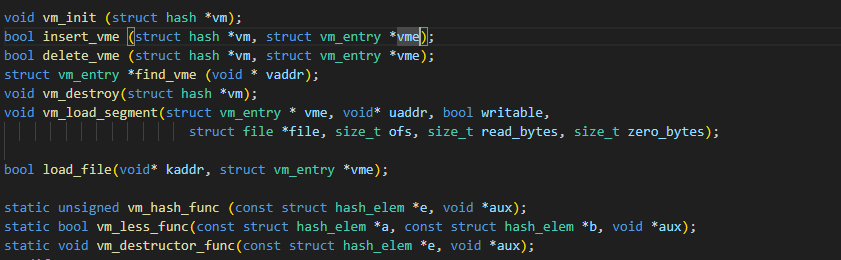 void vm_init (struct hash *vm);
bool insert_vme (struct hash *vm, struct vm_entry *vme);
bool delete_vme (struct hash *vm, struct vm_entry *vme);
struct vm_entry *find_vme (void * vaddr);
void vm_destroy(struct hash *vm);
void vm_load_segment(struct vm_entry * vme, void* uaddr, bool writable,
struct file *file, size_t ofs, size_t read_bytes, size_t zero_bytes);
bool load_file(void* kaddr, struct vm_entry *vme);
static unsigned vm_hash_func (const struct hash_elem *e, void *aux);
static bool vm_less_func(const struct hash_elem *a, const struct hash_elem *b, void *aux);
static void vm_destructor_func(const struct hash_elem *e, void *aux);